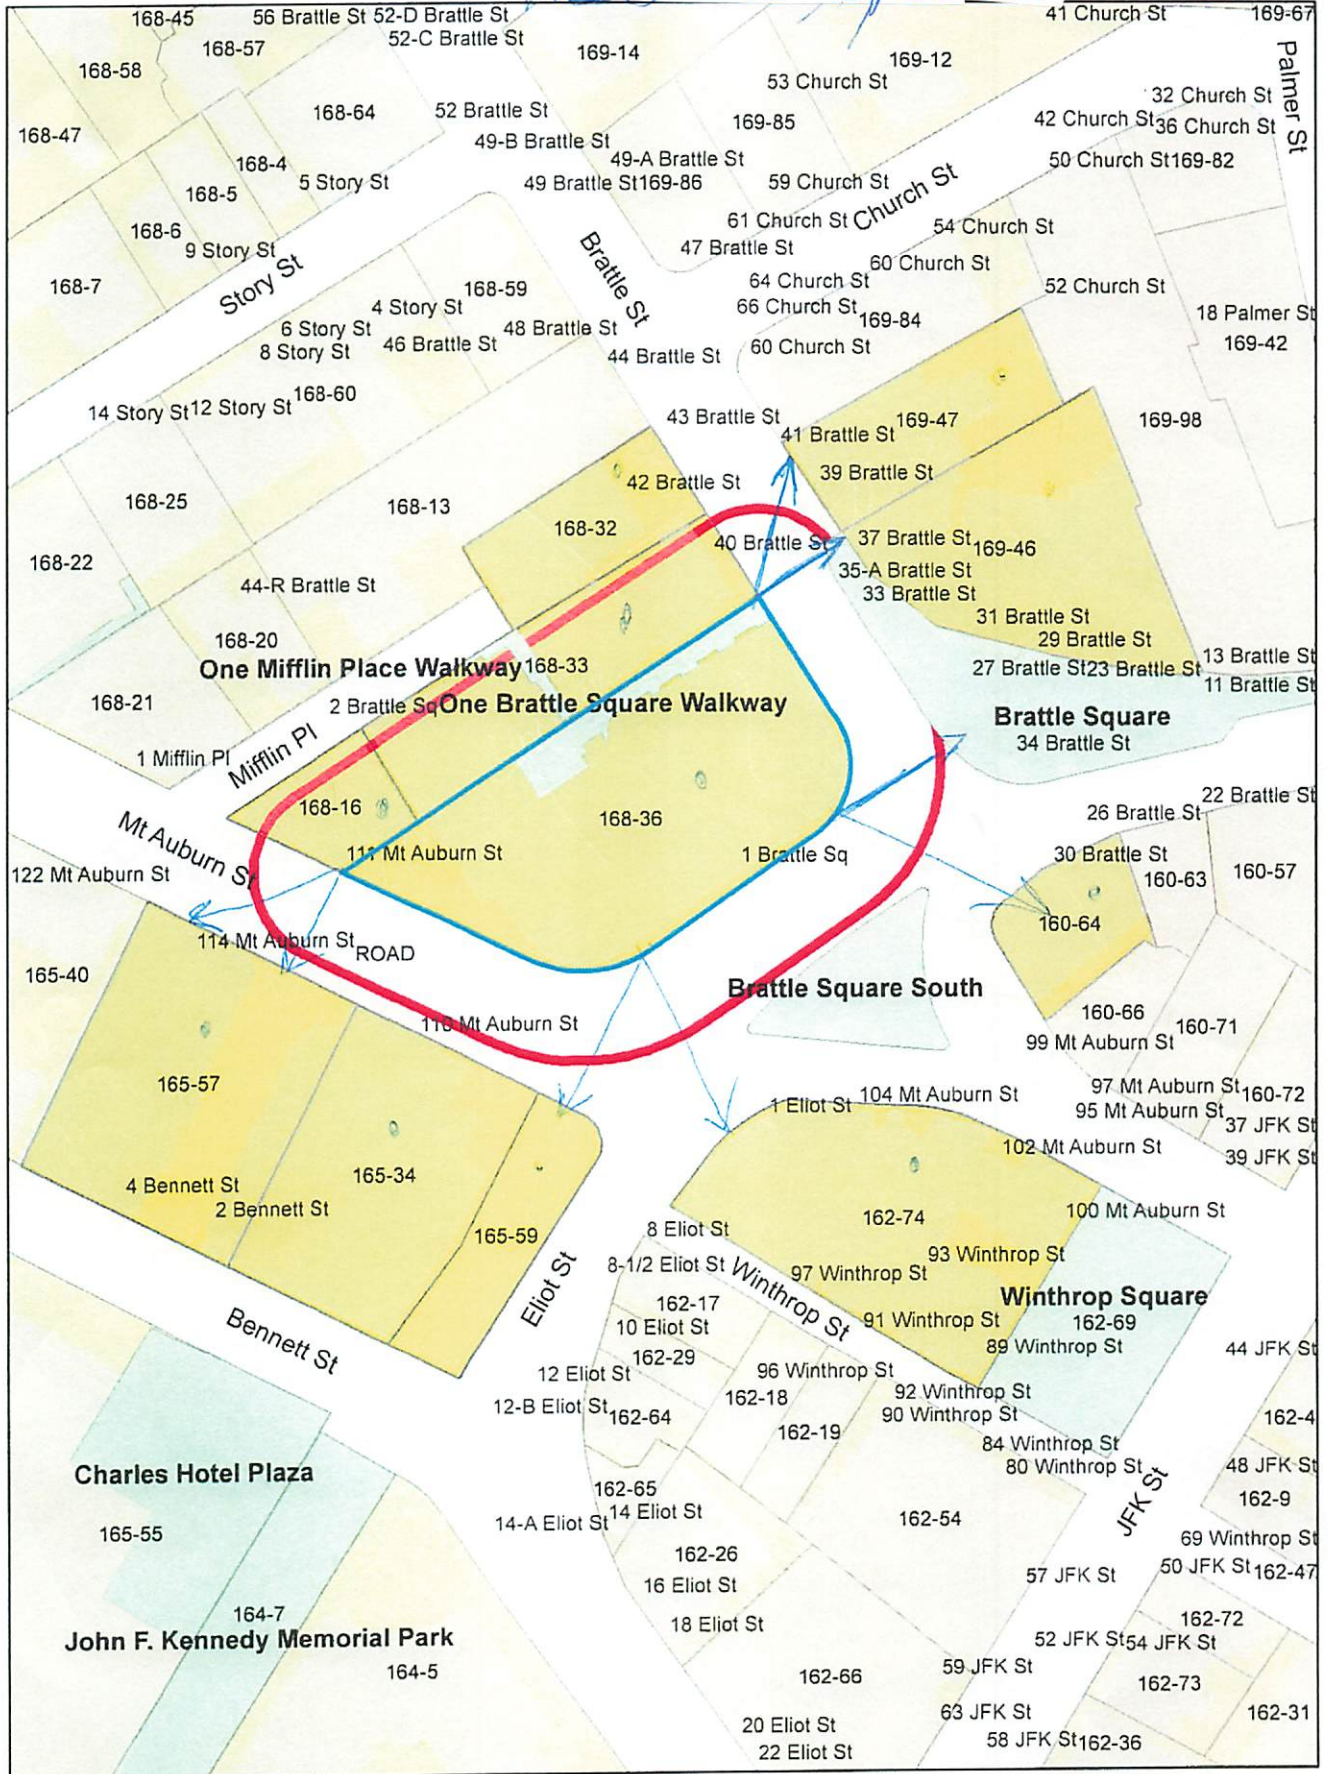 168-45
56 Brattle St
52-D Brattle St
52-C Brattle St
41 Church St
169-67
168-57
168-58
169-14
169-12
53 Church St
Palmer St
32 Church St
168-64
52 Brattle St
42 Church St
36 Church St
168-47
49-B Brattle St
169-85
49-A Brattle St
50 Church St
169-82
168-4
168-5
5 Story St
49 Brattle St
169-86
59 Church St
Church St
168-6
9 Story St
61 Church St
54 Church St
47 Brattle St
Brattle St
168-7
Story St
4 Story St
168-59
64 Church St
60 Church St
52 Church St
6 Story St
48 Brattle St
66 Church St
169-84
18 Palmer St
8 Story St
46 Brattle St
44 Brattle St
60 Church St
169-42
14 Story St
12 Story St
168-60
43 Brattle St
41 Brattle St
169-47
169-98
39 Brattle St
42 Brattle St
168-25
168-13
168-32
40 Brattle St
37 Brattle St
169-46
168-22
44-R Brattle St
35-A Brattle St
33 Brattle St
168-20
31 Brattle St
29 Brattle St
One Mifflin Place Walkway
168-33
27 Brattle St
23 Brattle St
13 Brattle St
11 Brattle St
168-21
2 Brattle Sq
One Brattle Square Walkway
Brattle Square
34 Brattle St
1 Mifflin Pl
Mifflin Pl
168-16
168-36
22 Brattle St
26 Brattle St
Mt Auburn St
111 Mt Auburn St
1 Brattle Sq
30 Brattle St
122 Mt Auburn St
160-63
160-57
160-64
114 Mt Auburn St
ROAD
165-40
Brattle Square South
110 Mt Auburn St
160-66
160-71
99 Mt Auburn St
165-57
1 Eliot St
104 Mt Auburn St
97 Mt Auburn St
160-72
95 Mt Auburn St
37 JFK St
102 Mt Auburn St
39 JFK St
4 Bennett St
165-34
2 Bennett St
100 Mt Auburn St
165-59
8 Eliot St
162-74
8-1/2 Eliot St
93 Winthrop St
97 Winthrop St
Eliot St
Winthrop St
Winthrop Square
162-17
91 Winthrop St
162-69
10 Eliot St
Bennett St
89 Winthrop St
44 JFK St
162-29
12 Eliot St
96 Winthrop St
92 Winthrop St
162-18
12-B Eliot St
162-64
90 Winthrop St
162-4
162-19
84 Winthrop St
Charles Hotel Plaza
80 Winthrop St
48 JFK St
162-65
162-9
JFK St
14-A Eliot St
14 Eliot St
165-55
162-54
69 Winthrop St
162-26
50 JFK St
162-47
16 Eliot St
57 JFK St
164-7
18 Eliot St
162-72
John F. Kennedy Memorial Park
52 JFK St
54 JFK St
164-5
162-66
59 JFK St
162-73
63 JFK St
162-31
20 Eliot St
58 JFK St
162-36
22 Eliot St